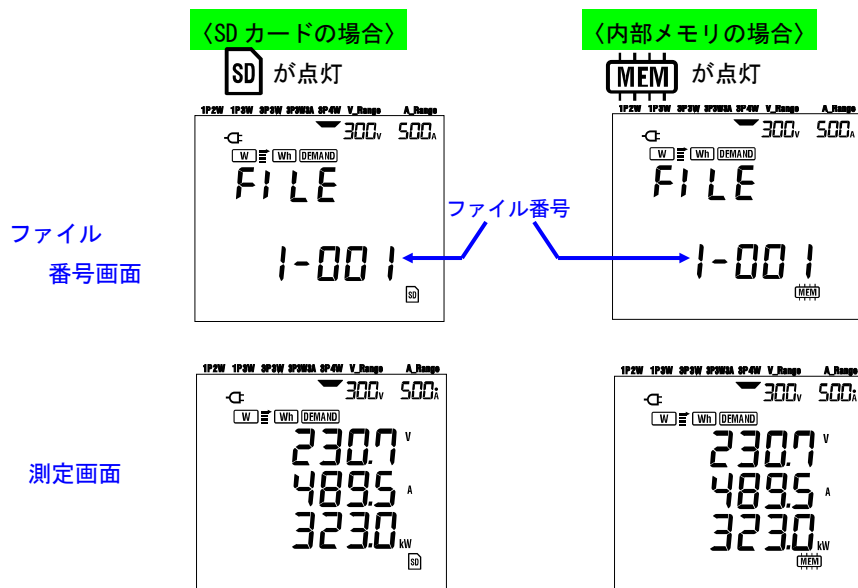 〈SD カードの場合〉
〈内部メモリの場合〉
SD が点灯
MEM が点灯
1P2W 1P3W 3P3W 3P3W3A 3P4W V_Range A_Range
300V 500A
W Wh DEMAND
FILE
1-001
SD
1P2W 1P3W 3P3W 3P3W3A 3P4W V_Range A_Range
300V 500A
W Wh DEMAND
FILE
1-001
MEM
ファイル番号
ファイル
番号画面
1P2W 1P3W 3P3W 3P3W3A 3P4W V_Range A_Range
300V 500A
W Wh DEMAND
230.7 V
489.5 A
323.0 kW
SD
1P2W 1P3W 3P3W 3P3W3A 3P4W V_Range A_Range
300V 500A
W Wh DEMAND
230.7 V
489.5 A
323.0 kW
MEM
測定画面